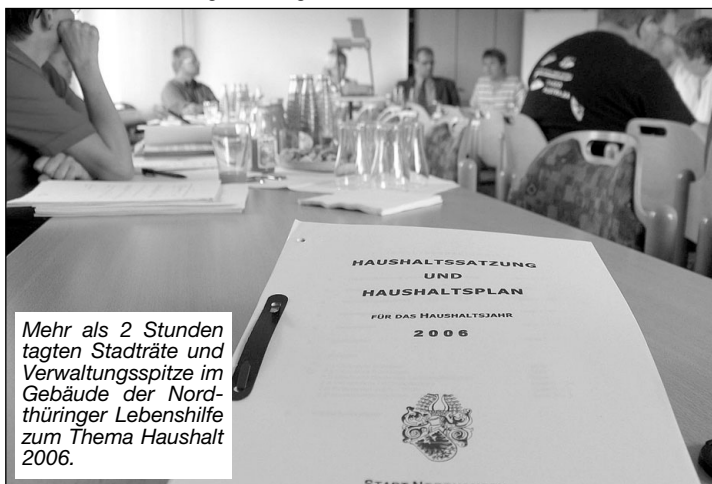 HAUSHALTSSATZUNG
UND
HAUSHALTSPLAN
FÜR DAS HAUSHALTSJAHR
2006
Mehr als 2 Stunden
tagten Stadträte und
Verwaltungsspitze im
Gebäude der Nord-
thüringer Lebenshilfe
zum Thema Haushalt
2006.
STADT